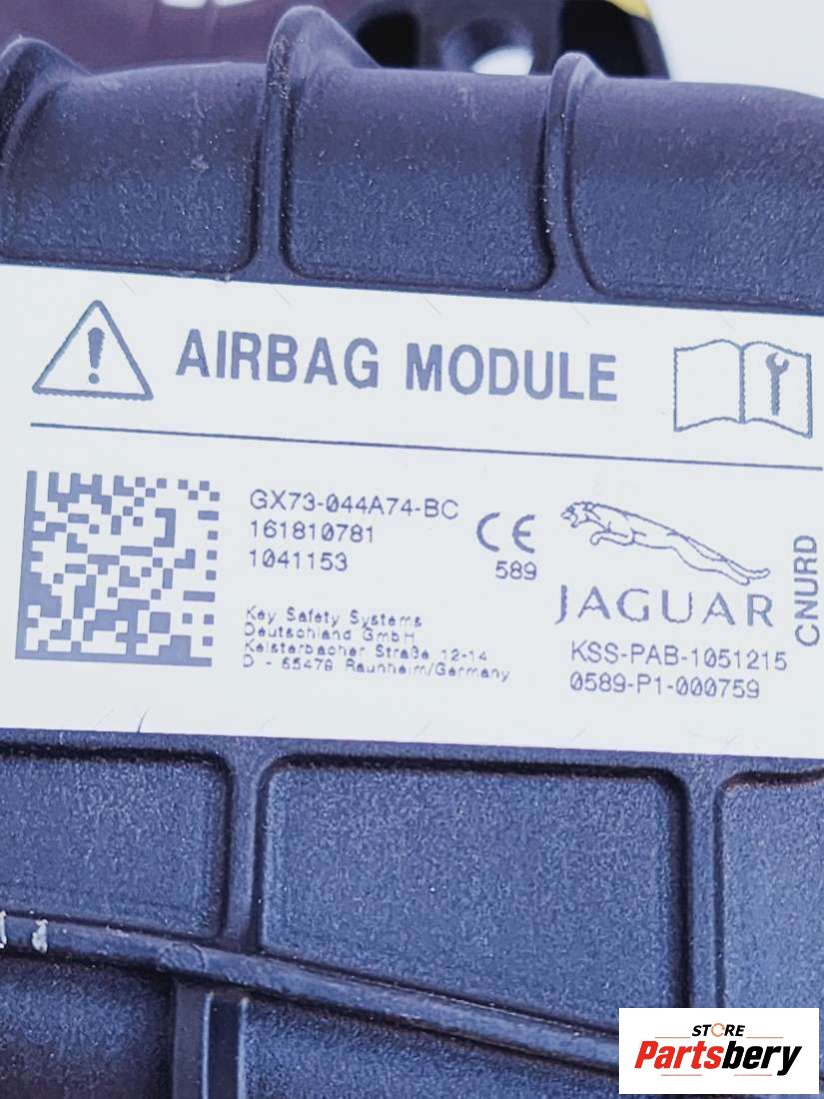 AIRBAG MODULE
GX73-044A74-BC
161810781
1041153
CE
589
JAGUAR
CNURD
KSS-PAB-1051215
0589-P1-000759
Key Safety Systems
Deutschland GmbH
Kelsterbacher Straße 12-14
D - 65479 Raunheim/Germany
STORE
Partsbery